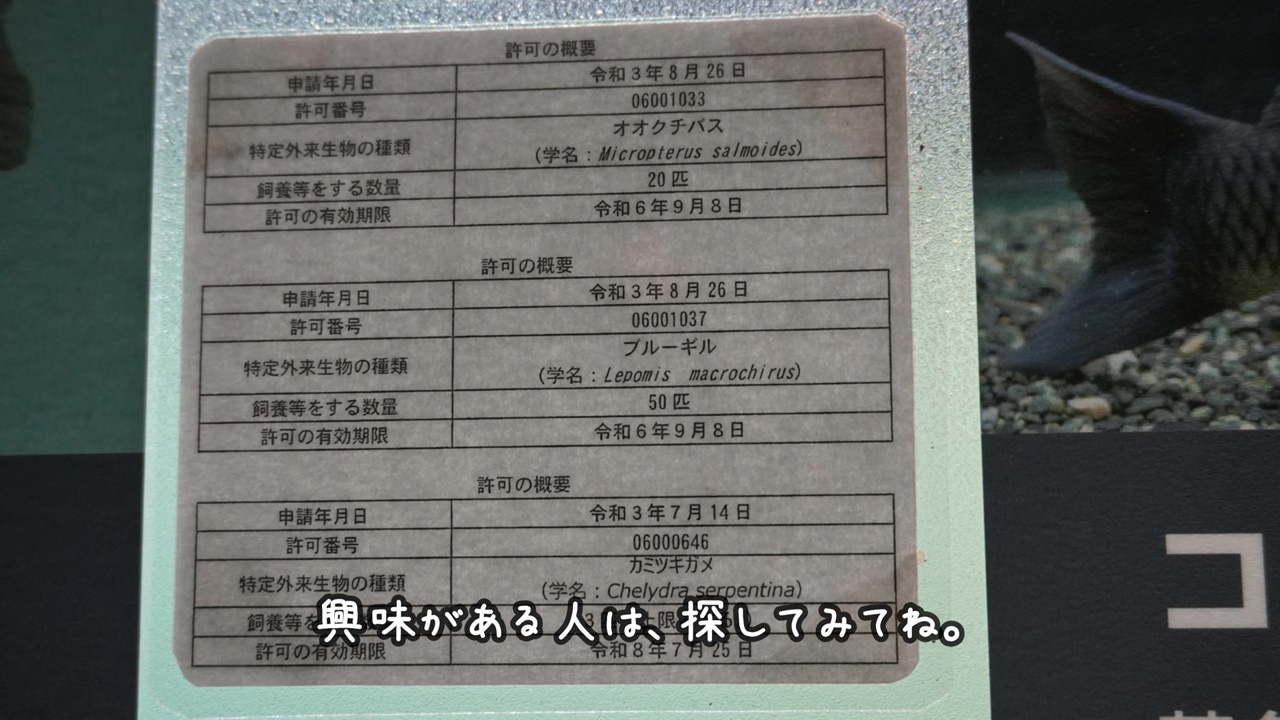 許可の概要
申請年月日 令和3年8月26日
許可番号 06001033
特定外来生物の種類 オオクチバス
(学名:Micropterus salmoides)
飼養等をする数量 20匹
許可の有効期限 令和6年9月8日
許可の概要
申請年月日 令和3年8月26日
許可番号 06001037
特定外来生物の種類 ブルーギル
(学名:Lepomis macrochirus)
飼養等をする数量 50匹
許可の有効期限 令和6年9月8日
許可の概要
申請年月日 令和3年7月14日
許可番号 06000646
特定外来生物の種類 カミツキガメ
(学名:Chelydra serpentina)
飼養等
許可の有効期限 令和8年7月25日
興味がある人は、探してみてね。
コ